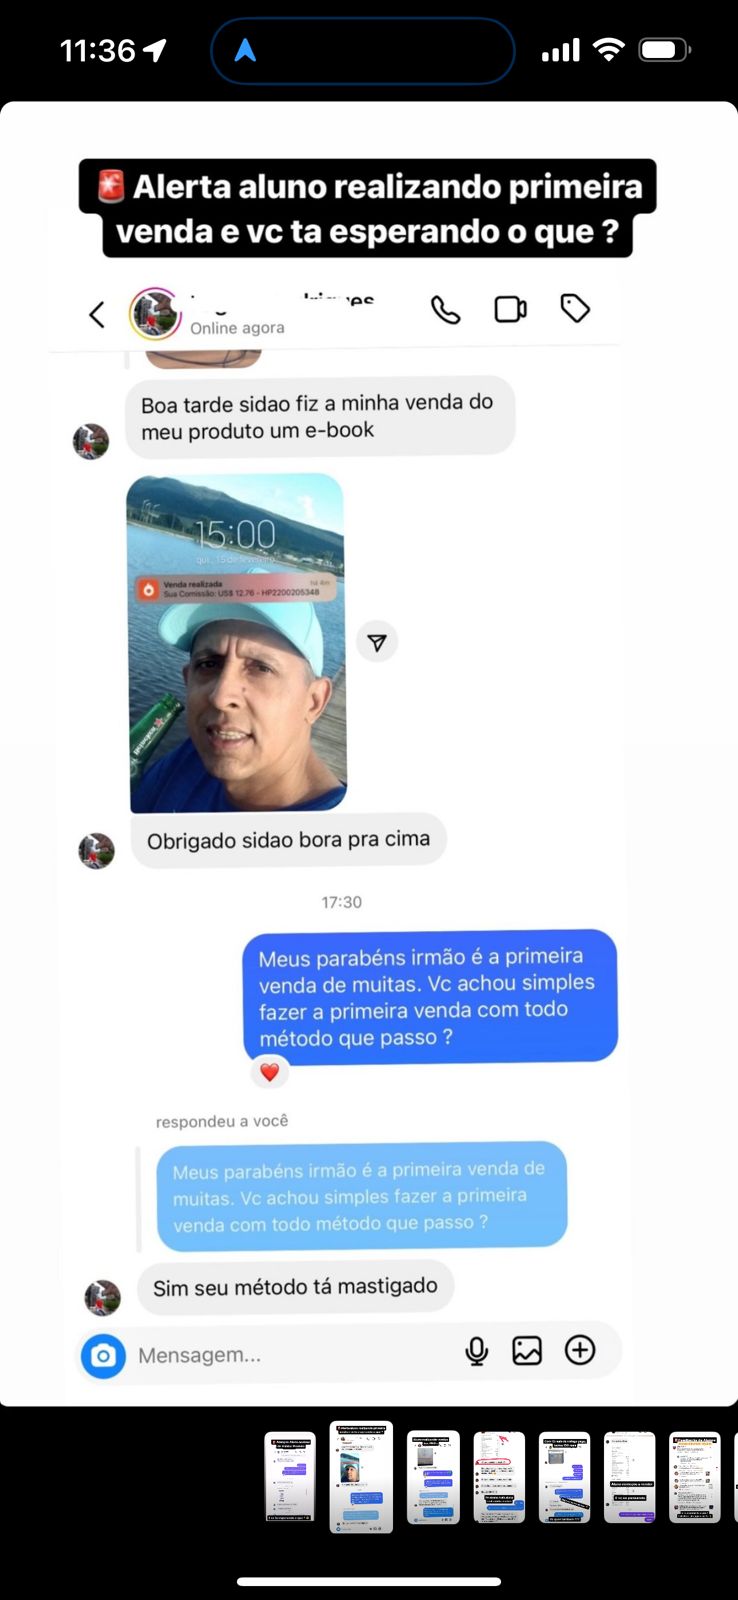 11:36
Alerta aluno realizando primeira
venda e vc ta esperando o que ?
Online agora
Boa tarde sidao fiz a minha venda do
meu produto um e-book
15:00
qui., 15 de fevereiro
Venda realizada
há 4m
Sua Comissão: US$ 12.76 - HP2200205348
Obrigado sidao bora pra cima
17:30
Meus parabéns irmão é a primeira
venda de muitas. Vc achou simples
fazer a primeira venda com todo
método que passo ?
respondeu a você
Meus parabéns irmão é a primeira venda de
muitas. Vc achou simples fazer a primeira
venda com todo método que passo ?
Sim seu método tá mastigado
Mensagem...